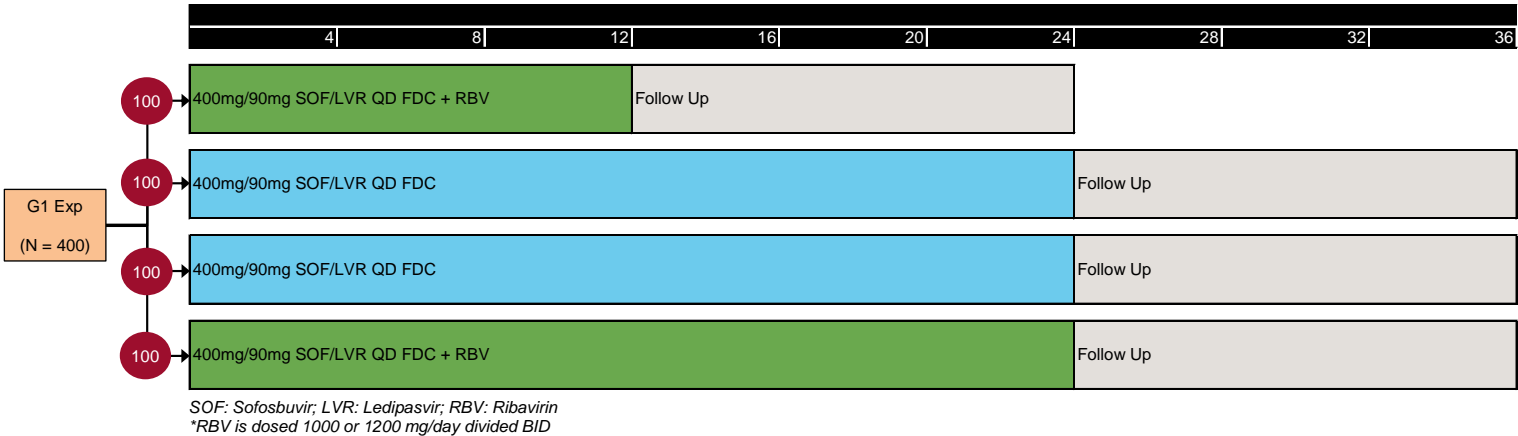 4 8 12 16 20 24 28 32 36
100 400mg/90mg SOF/LVR QD FDC + RBV Follow Up
100 400mg/90mg SOF/LVR QD FDC Follow Up
G1 Exp
(N = 400)
100 400mg/90mg SOF/LVR QD FDC Follow Up
100 400mg/90mg SOF/LVR QD FDC + RBV Follow Up
SOF: Sofosbuvir; LVR: Ledipasvir; RBV: Ribavirin
*RBV is dosed 1000 or 1200 mg/day divided BID